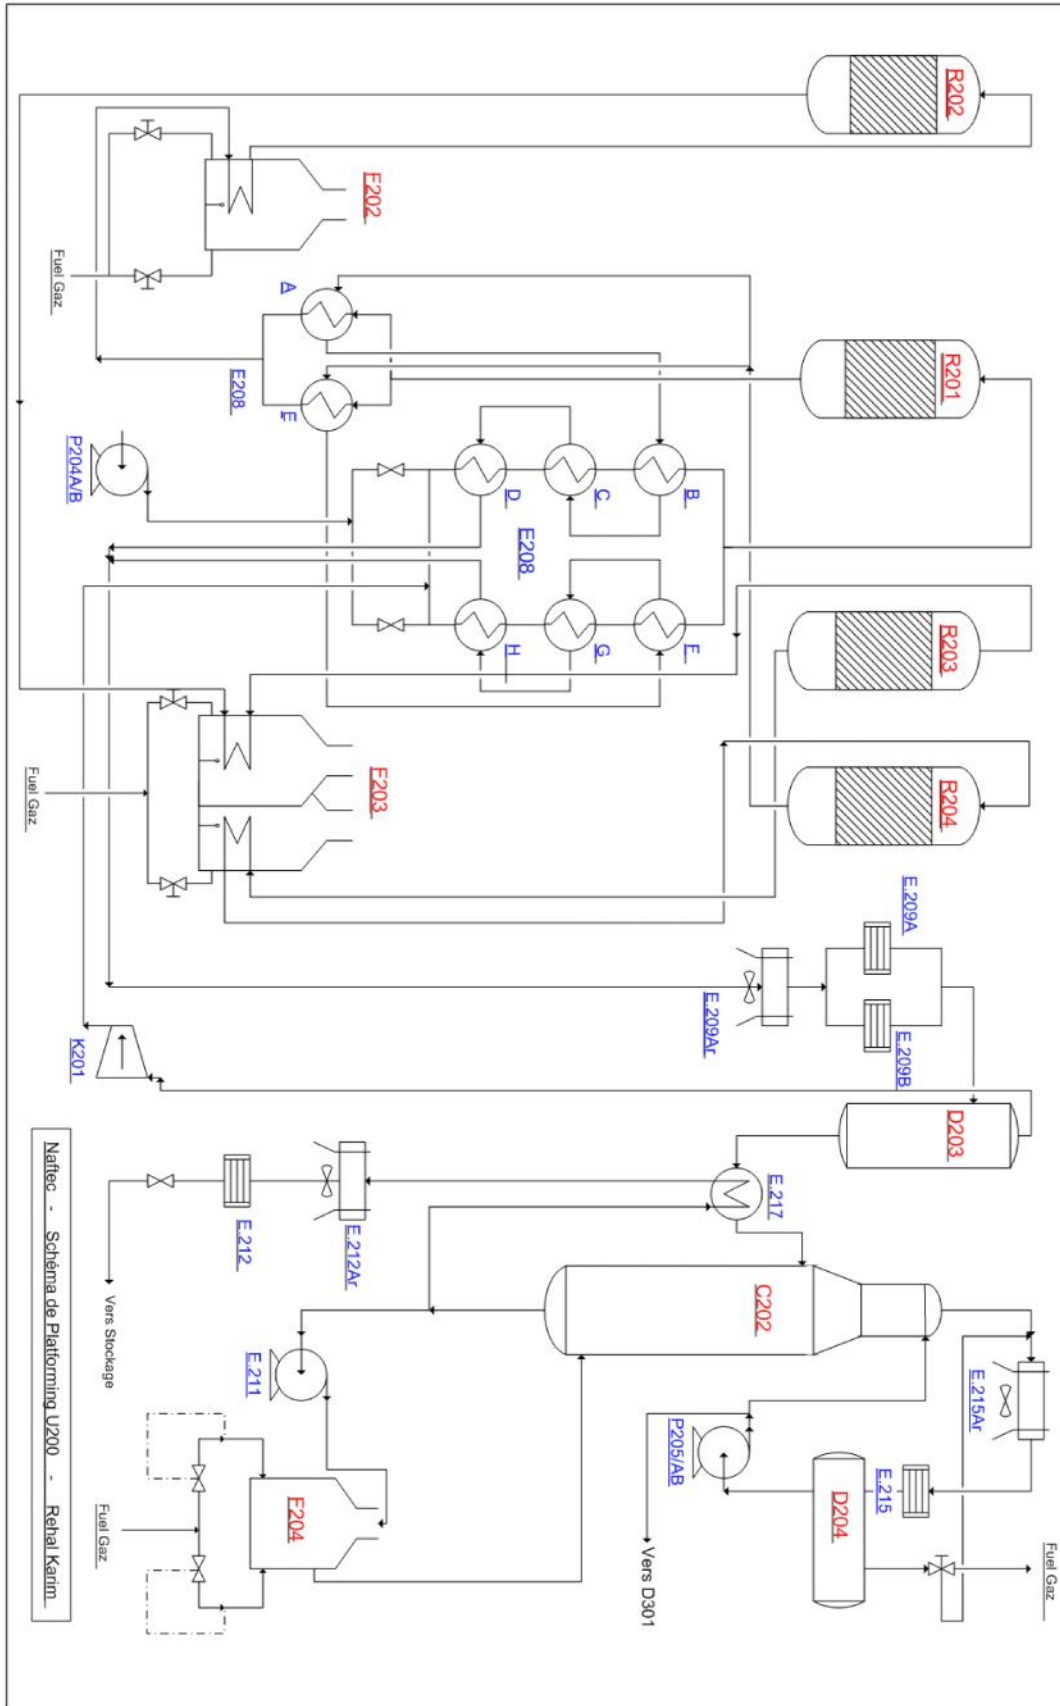 Fuel Gaz
R202
R201
R203
R204
D203
E.215Ar
E.209A
E.209B
E.215
D204
E.217
C202
E.209Ar
P205/AB
B
F
Vers D301
C
G
E208
D
H
F202
F203
E.212Ar
A
E
F204
E208
E.212
E.211
P204A/B
K201
Vers Stockage
Fuel Gaz
Fuel Gaz
Fuel Gaz
Naftec - Schéma de Platforming U200 - Rehal Karim